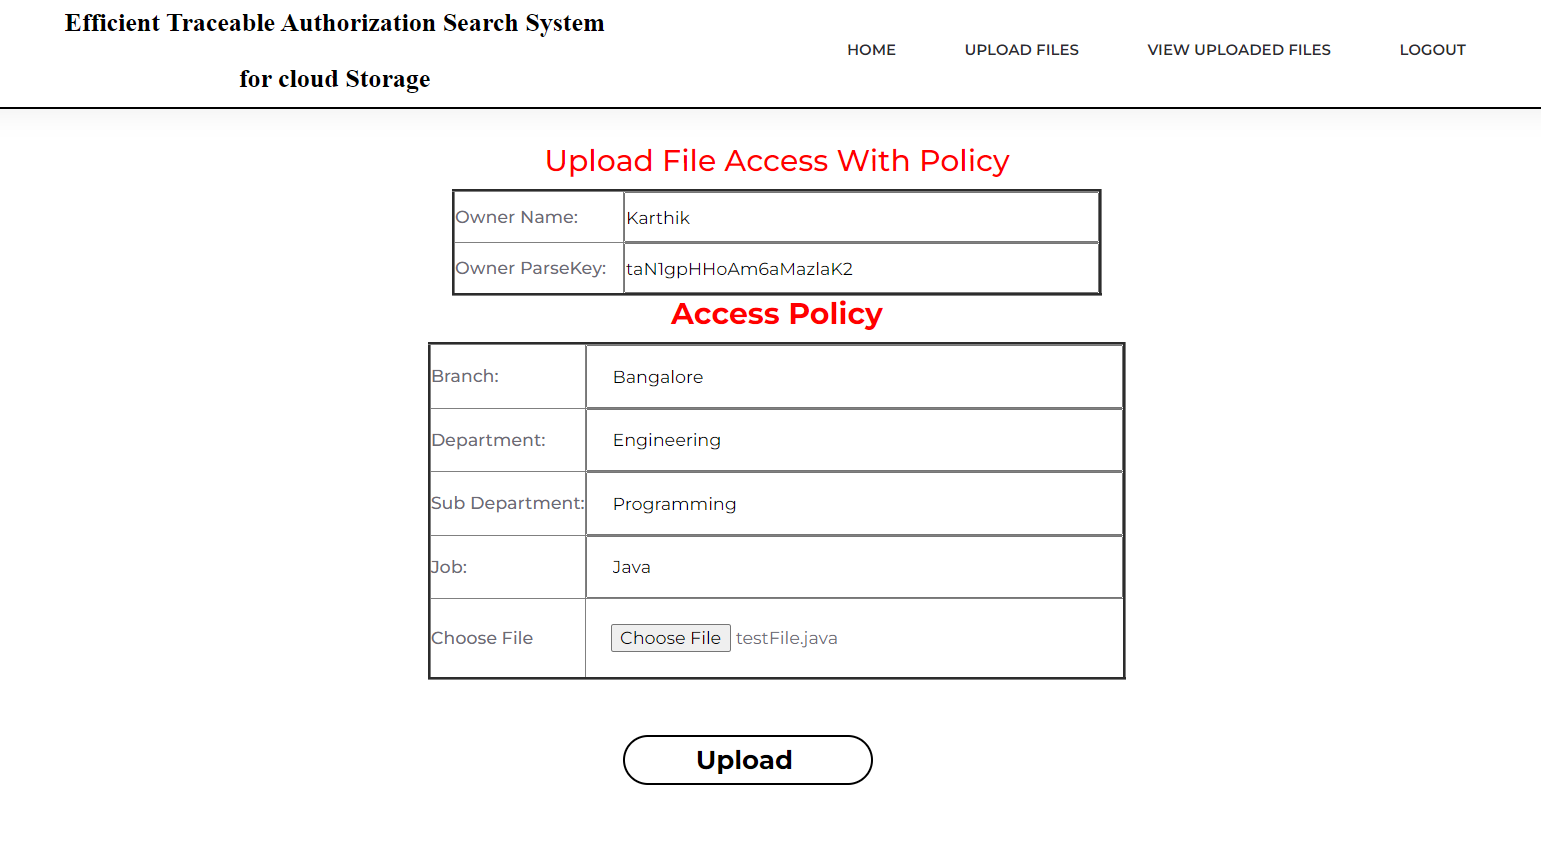 Efficient Traceable Authorization Search System
for cloud Storage
HOME UPLOAD FILES VIEW UPLOADED FILES LOGOUT
Upload File Access With Policy
Owner Name: Karthik
Owner ParseKey: taN1gpHHoAm6aMazlaK2
Access Policy
Branch: Bangalore
Department: Engineering
Sub Department: Programming
Job: Java
Choose File Choose File testFile.java
Upload